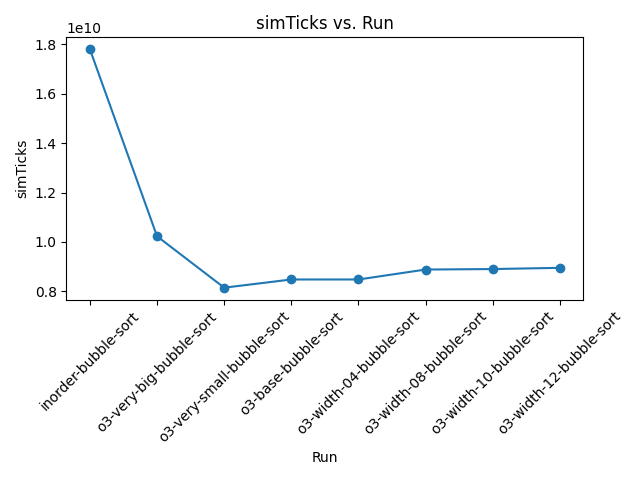 simTicks vs. Run
1e10
1.8
1.6
1.4
1.2
1.0
0.8
simTicks
inorder-bubble-sort
o3-very-big-bubble-sort
o3-very-small-bubble-sort
o3-base-bubble-sort
o3-width-04-bubble-sort
o3-width-08-bubble-sort
o3-width-10-bubble-sort
o3-width-12-bubble-sort
Run